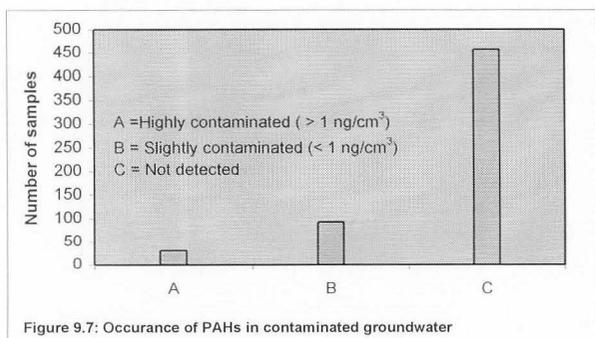 500
450
400
350
300
250
200
150
100
50
0
Number of samples
A =Highly contaminated ( > 1 ng/cm³)
B = Slightly contaminated (< 1 ng/cm³)
C = Not detected
A B C
Figure 9.7: Occurance of PAHs in contaminated groundwater